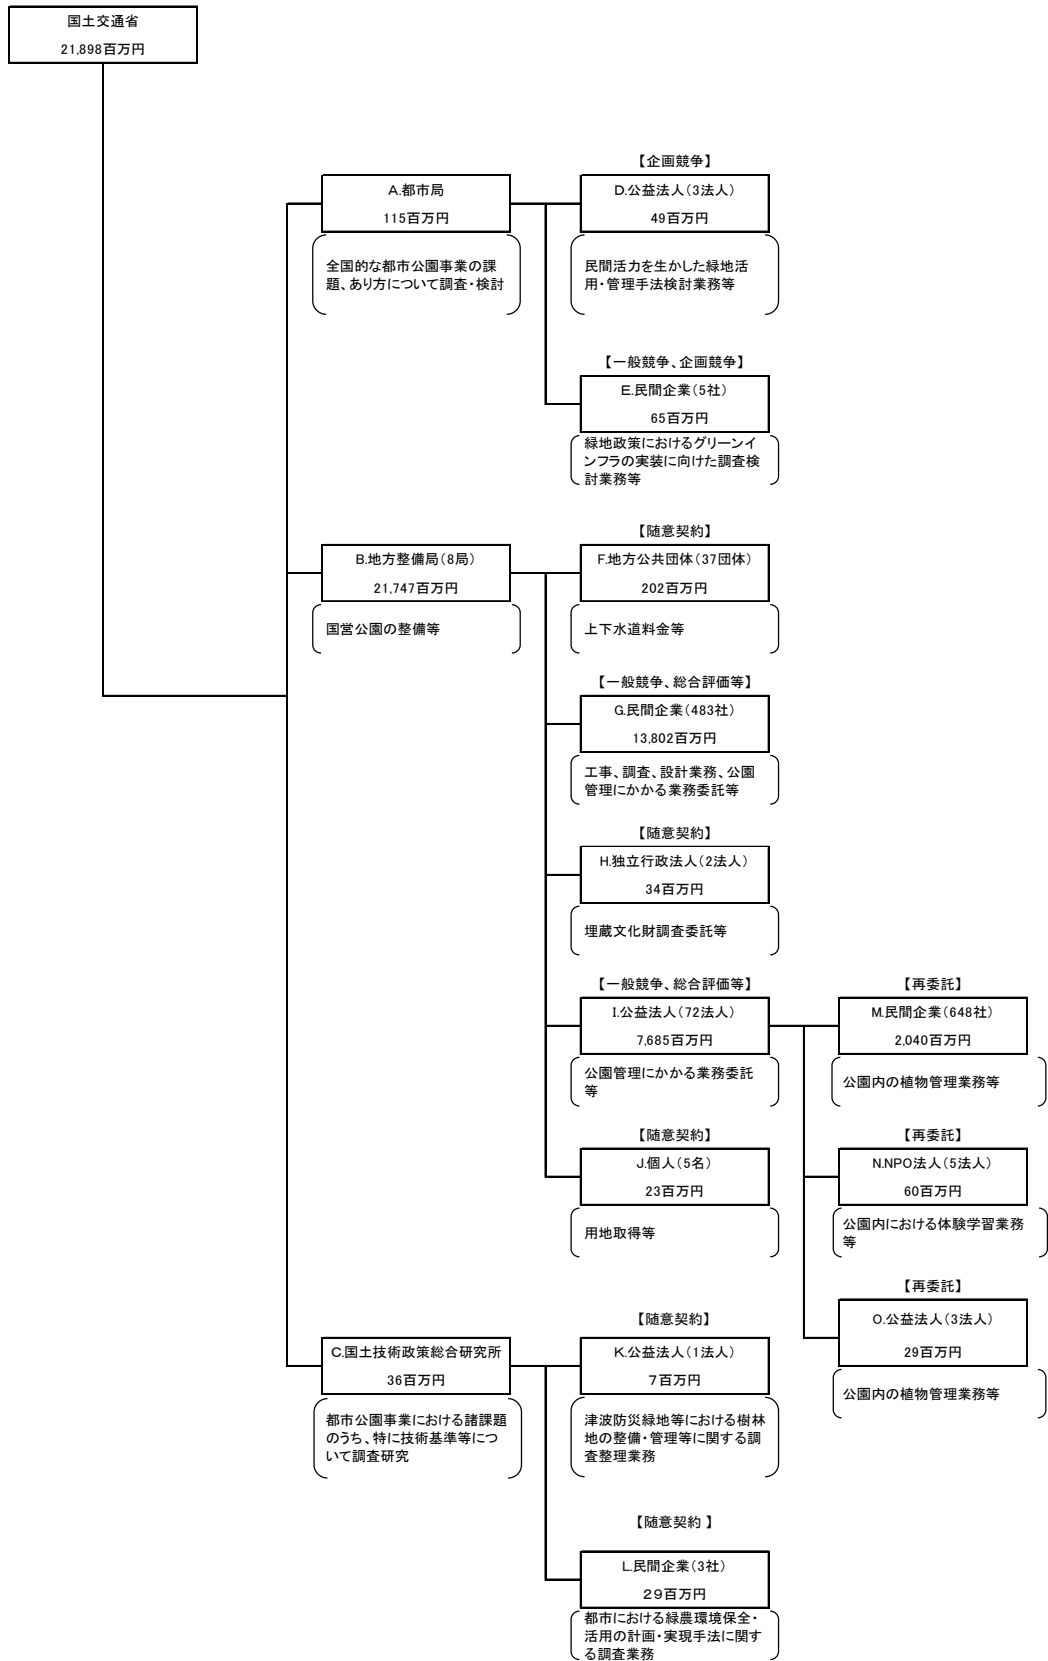 国土交通省
21,898百万円
【企画競争】
A.都市局
115百万円
D.公益法人(3法人)
49百万円
全国的な都市公園事業の課
題、あり方について調査・検討
民間活力を生かした緑地活
用・管理手法検討業務等
【一般競争、企画競争】
E.民間企業(5社)
65百万円
緑地政策におけるグリーンイ
ンフラの実装に向けた調査検
討業務等
【随意契約】
B.地方整備局(8局)
21,747百万円
F.地方公共団体(37団体)
202百万円
国営公園の整備等
上下水道料金等
【一般競争、総合評価等】
G.民間企業(483社)
13,802百万円
工事、調査、設計業務、公園
管理にかかる業務委託等
【随意契約】
H.独立行政法人(2法人)
34百万円
埋蔵文化財調査委託等
【一般競争、総合評価等】
I.公益法人(72法人)
7,685百万円
公園管理にかかる業務委託
等
【再委託】
M.民間企業(648社)
2,040百万円
公園内の植物管理業務等
【随意契約】
J.個人(5名)
23百万円
用地取得等
【再委託】
N.NPO法人(5法人)
60百万円
公園内における体験学習業務
等
【再委託】
O.公益法人(3法人)
29百万円
公園内の植物管理業務等
【随意契約】
C.国土技術政策総合研究所
36百万円
K.公益法人(1法人)
7百万円
都市公園事業における諸課題
のうち、特に技術基準等につ
いて調査研究
津波防災緑地等における樹林
地の整備・管理等に関する調
査整理業務
【随意契約 】
L.民間企業(3社)
29百万円
都市における緑農環境保全・
活用の計画・実現手法に関す
る調査業務